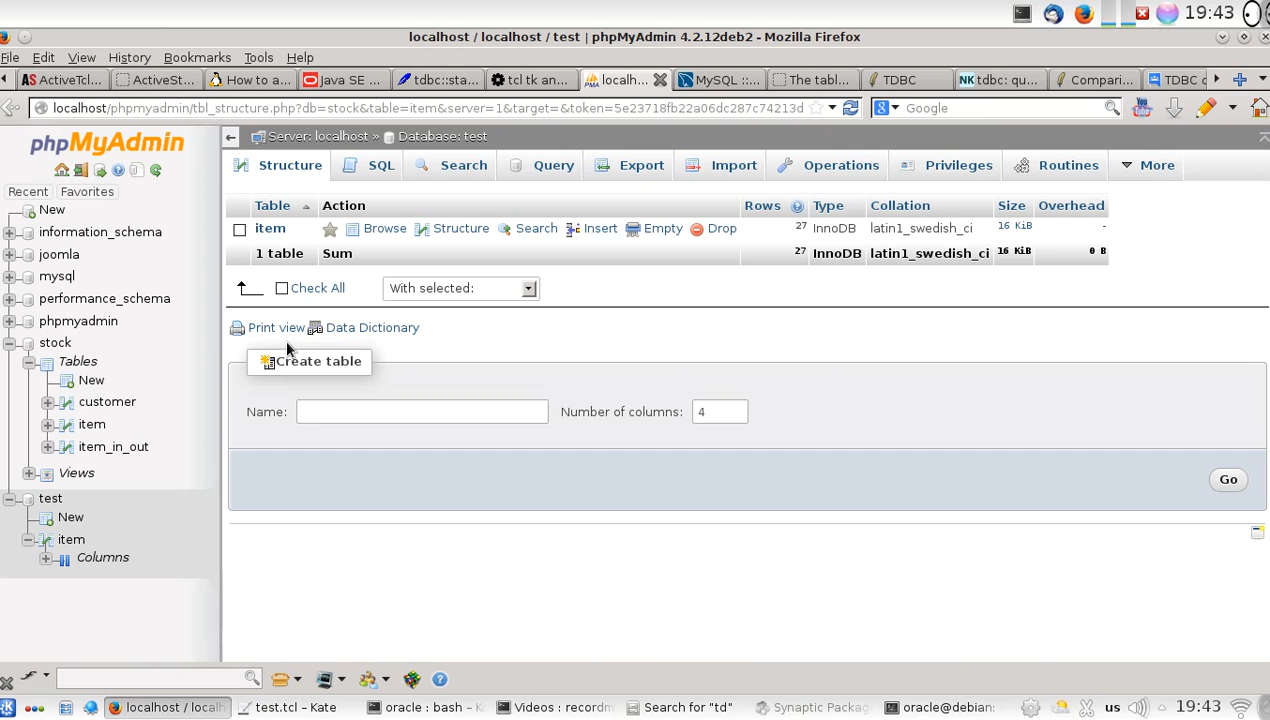 19:43
localhost / localhost / test | phpMyAdmin 4.2.12deb2 - Mozilla Firefox
File Edit View History Bookmarks Tools Help
ActiveTcl... ActiveSt... How to a... Java SE ... tdbc::sta... tcl tk an... localh... MySQL ::... The tabl... TDBC tdbc: qu... Compari... TDBC c
localhost/phpmyadmin/tbl_structure.php?db=stock&table=item&server=1&target=&token=5e23718fb22a06dc287c74213d Google
phpMyAdmin
Server: localhost » Database: test
Structure SQL Search Query Export Import Operations Privileges Routines More
Recent Favorites
New
information_schema
joomla
mysql
performance_schema
phpmyadmin
stock
Tables
New
customer
item
item_in_out
Views
test
New
item
Columns
Table Action Rows Type Collation Size Overhead
item Browse Structure Search Insert Empty Drop 27 InnoDB latin1_swedish_ci 16 KiB -
1 table Sum 27 InnoDB latin1_swedish_ci 16 KiB 0 B
Check All With selected:
Print view Data Dictionary
Create table
Name: Number of columns: 4
Go
localhost / localh test.tcl – Kate oracle : bash – K Videos : recordm Search for "td" Synaptic Packa oracle@debian: us 19:43